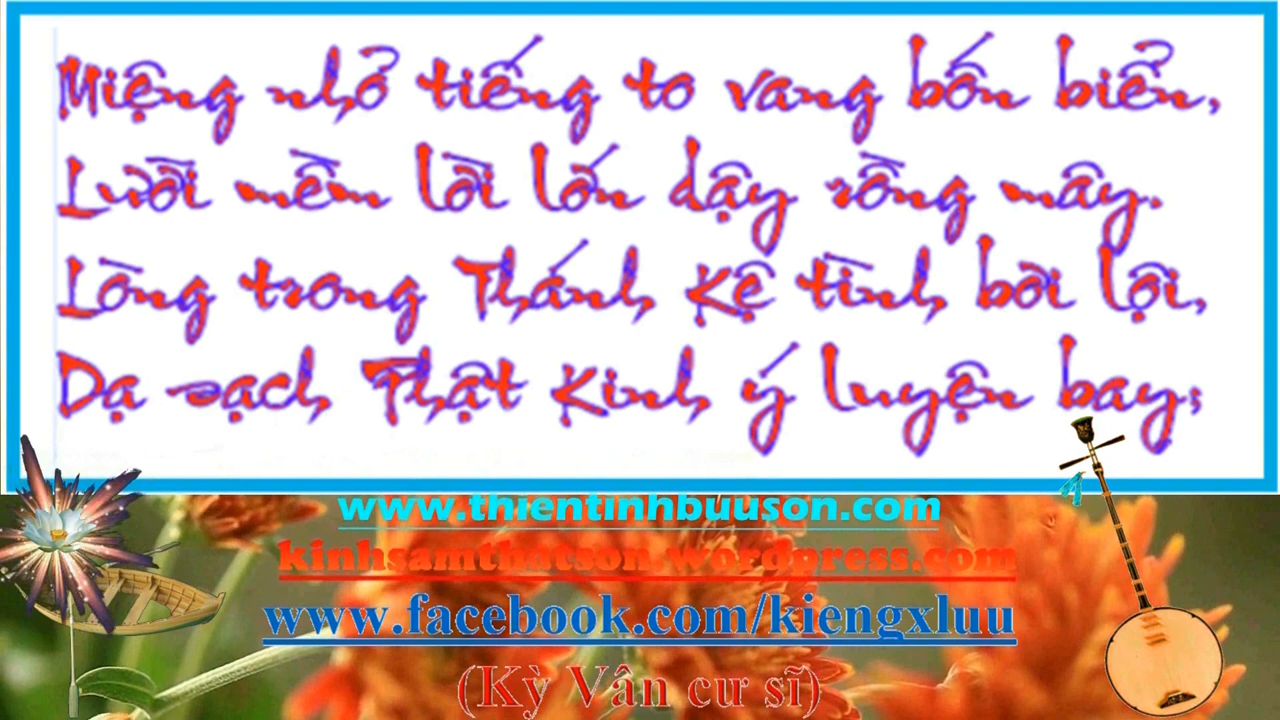 Miệng nhỏ tiếng to vang bốn biển,
Lưỡi mềm lời lớn dậy rồng mây.
Lòng trong Thánh Kệ tình bời lội,
Dạ sạch Phật Kinh ý luyện bay;
www.thientinhbuuson.com
kinhsamthatson.wordpress.com
www.facebook.com/kiengxluu
(Kỳ Vân cư sĩ)